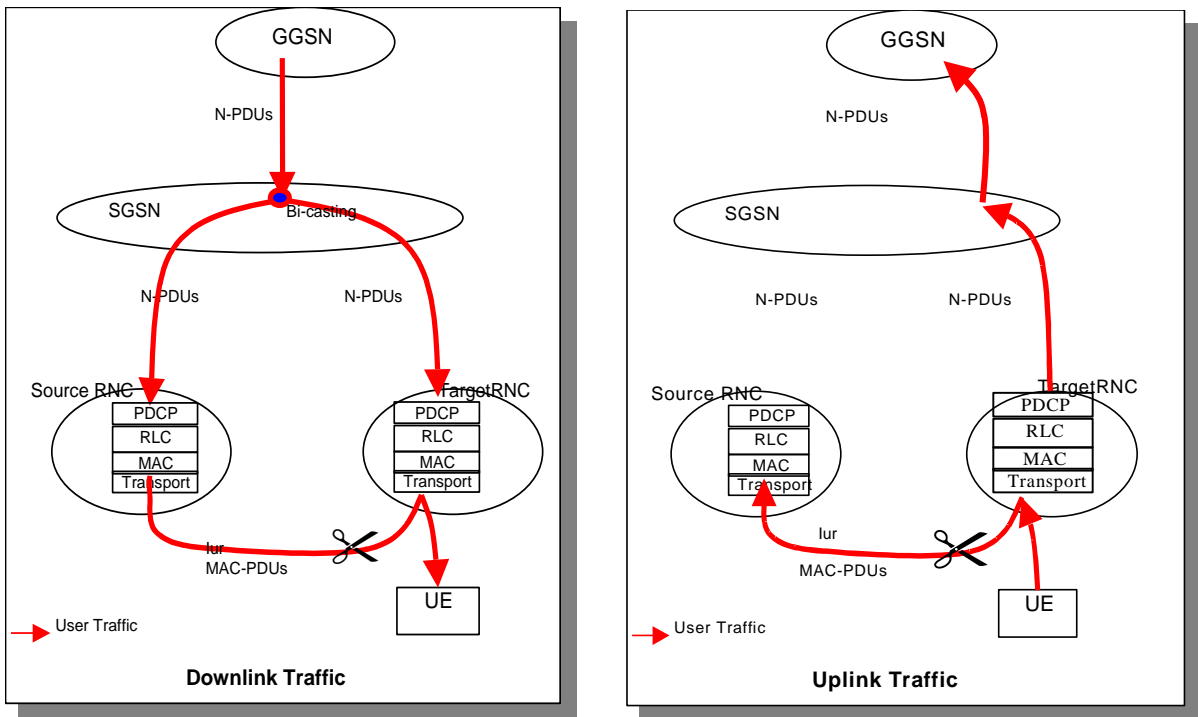 GGSN
N-PDUs
SGSN
Bi-casting
N-PDUs
N-PDUs
Source RNC
TargetRNC
PDCP
RLC
MAC
Transport
PDCP
RLC
MAC
Transport
Iur
MAC-PDUs
UE
User Traffic
Downlink Traffic
GGSN
N-PDUs
SGSN
N-PDUs
N-PDUs
Source RNC
TargetRNC
PDCP
RLC
MAC
Transport
PDCP
RLC
MAC
Transport
Iur
MAC-PDUs
UE
User Traffic
Uplink Traffic